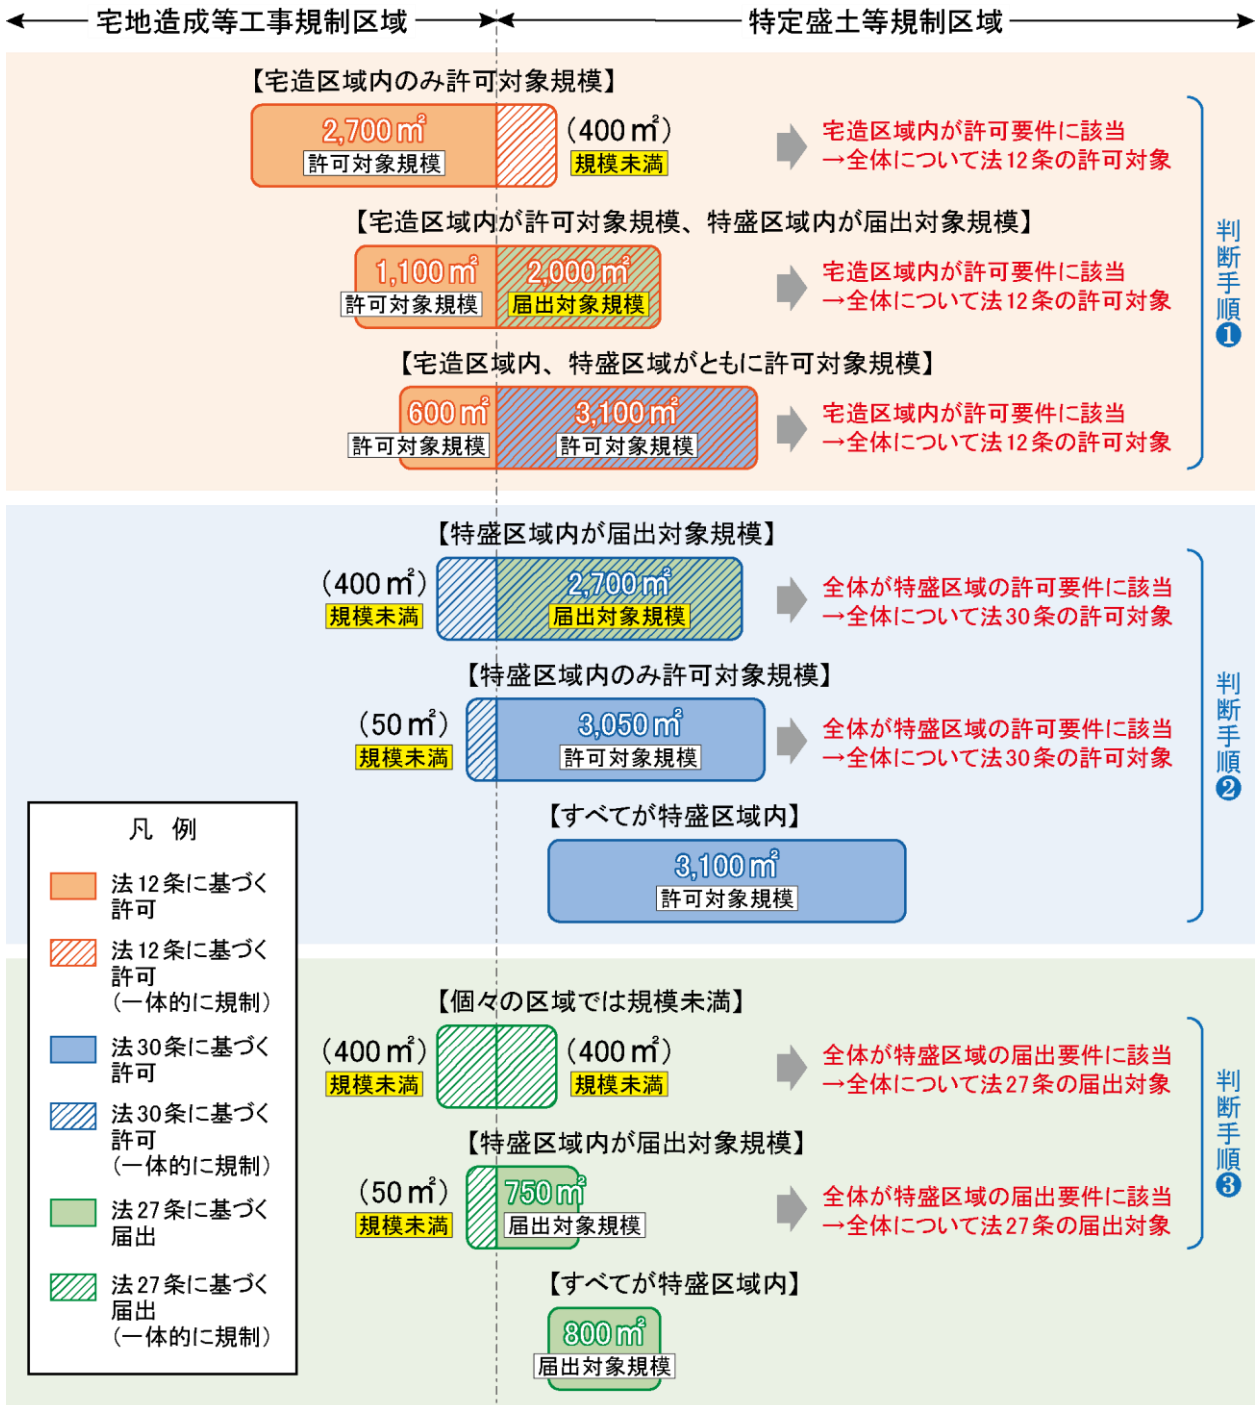 宅地造成等工事規制区域
特定盛土等規制区域
【宅造区域内のみ許可対象規模】
2,700㎡
許可対象規模
(400㎡)
規模未満
宅造区域内が許可要件に該当
→全体について法12条の許可対象
【宅造区域内が許可対象規模、特盛区域内が届出対象規模】
1,100㎡
許可対象規模
2,000㎡
届出対象規模
宅造区域内が許可要件に該当
→全体について法12条の許可対象
【宅造区域内、特盛区域がともに許可対象規模】
600㎡
許可対象規模
3,100㎡
許可対象規模
宅造区域内が許可要件に該当
→全体について法12条の許可対象
判断手順❶
【特盛区域内が届出対象規模】
(400㎡)
規模未満
2,700㎡
届出対象規模
全体が特盛区域の許可要件に該当
→全体について法30条の許可対象
【特盛区域内のみ許可対象規模】
(50㎡)
規模未満
3,050㎡
許可対象規模
全体が特盛区域の許可要件に該当
→全体について法30条の許可対象
【すべてが特盛区域内】
3,100㎡
許可対象規模
判断手順❷
【個々の区域では規模未満】
(400㎡)
規模未満
(400㎡)
規模未満
全体が特盛区域の届出要件に該当
→全体について法27条の届出対象
【特盛区域内が届出対象規模】
(50㎡)
規模未満
750㎡
届出対象規模
全体が特盛区域の届出要件に該当
→全体について法27条の届出対象
【すべてが特盛区域内】
800㎡
届出対象規模
判断手順❸
凡 例
法12条に基づく
許可
法12条に基づく
許可
(一体的に規制)
法30条に基づく
許可
法30条に基づく
許可
(一体的に規制)
法27条に基づく
届出
法27条に基づく
届出
(一体的に規制)